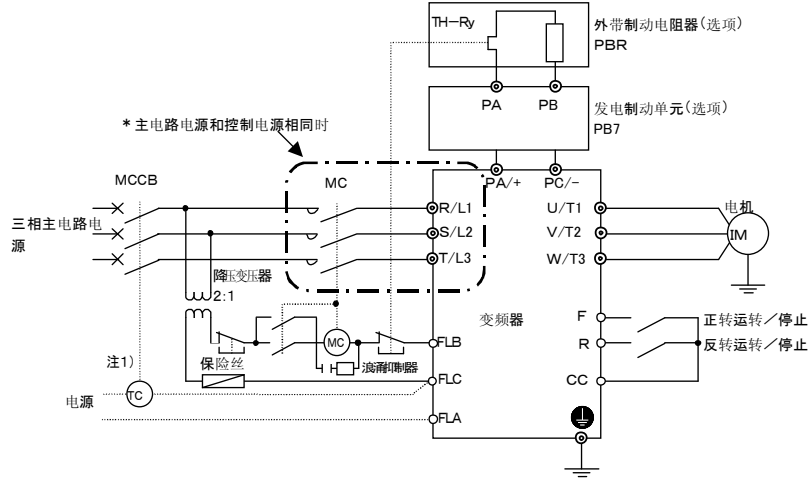 TH-Ry
外带制动电阻器(选项)
PBR
PA
PB
发电制动单元(选项)
PB7
*主电路电源和控制电源相同时
MCCB
MC
PA/+
PC/-
三相主电路电
源
R/L1
S/L2
T/L3
U/T1
V/T2
W/T3
电机
IM
降压变压器
2:1
变频器
F
R
CC
正转运转/停止
反转运转/停止
MC
FLB
注1)
保险丝
浪涌抑制器
FLC
TC
电源
FLA